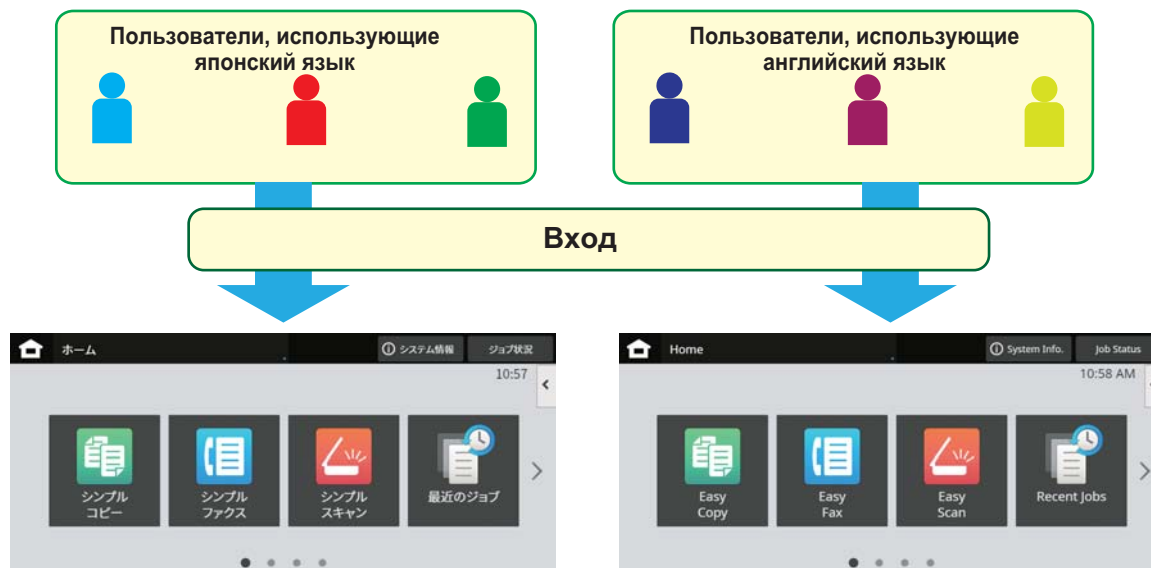 Пользователи, использующие
японский язык
Пользователи, использующие
английский язык
Вход
ホーム
システム情報
ジョブ状況
10:57
シンプル
コピー
シンプル
ファクス
シンプル
スキャン
最近のジョブ
Home
System Info.
Job Status
10:58 AM
Easy
Copy
Easy
Fax
Easy
Scan
Recent Jobs